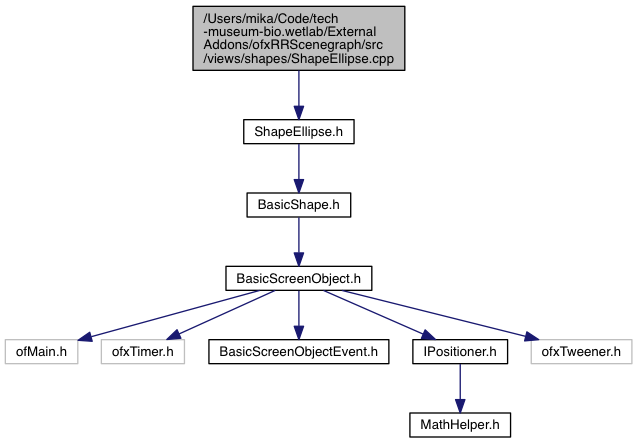 /Users/mika/Code/tech
-museum-bio.wetlab/External
Addons/ofxRRScenegraph/src
/views/shapes/ShapeEllipse.cpp
ShapeEllipse.h
BasicShape.h
BasicScreenObject.h
ofMain.h
ofxTimer.h
BasicScreenObjectEvent.h
IPositioner.h
ofxTweener.h
MathHelper.h